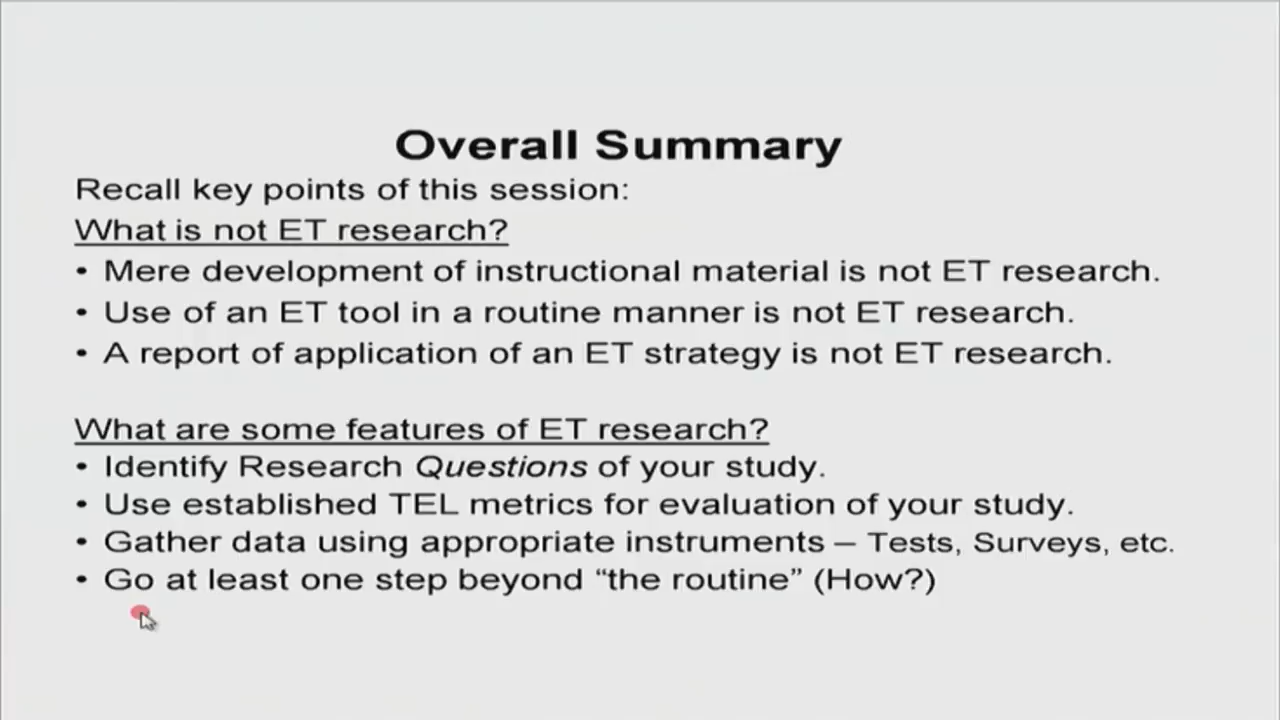 Overall Summary
Recall key points of this session:
What is not ET research?
• Mere development of instructional material is not ET research.
• Use of an ET tool in a routine manner is not ET research.
• A report of application of an ET strategy is not ET research.
What are some features of ET research?
• Identify Research Questions of your study.
• Use established TEL metrics for evaluation of your study.
• Gather data using appropriate instruments – Tests, Surveys, etc.
• Go at least one step beyond “the routine” (How?)